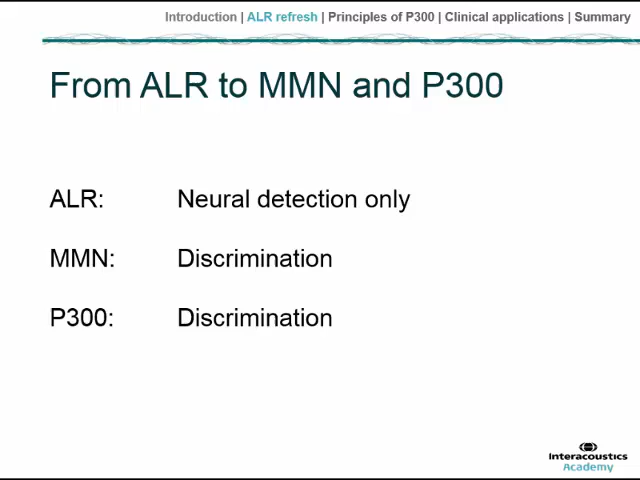 Introduction | ALR refresh | Principles of P300 | Clinical applications | Summary
From ALR to MMN and P300
ALR: Neural detection only
MMN: Discrimination
P300: Discrimination
Interacoustics
Academy